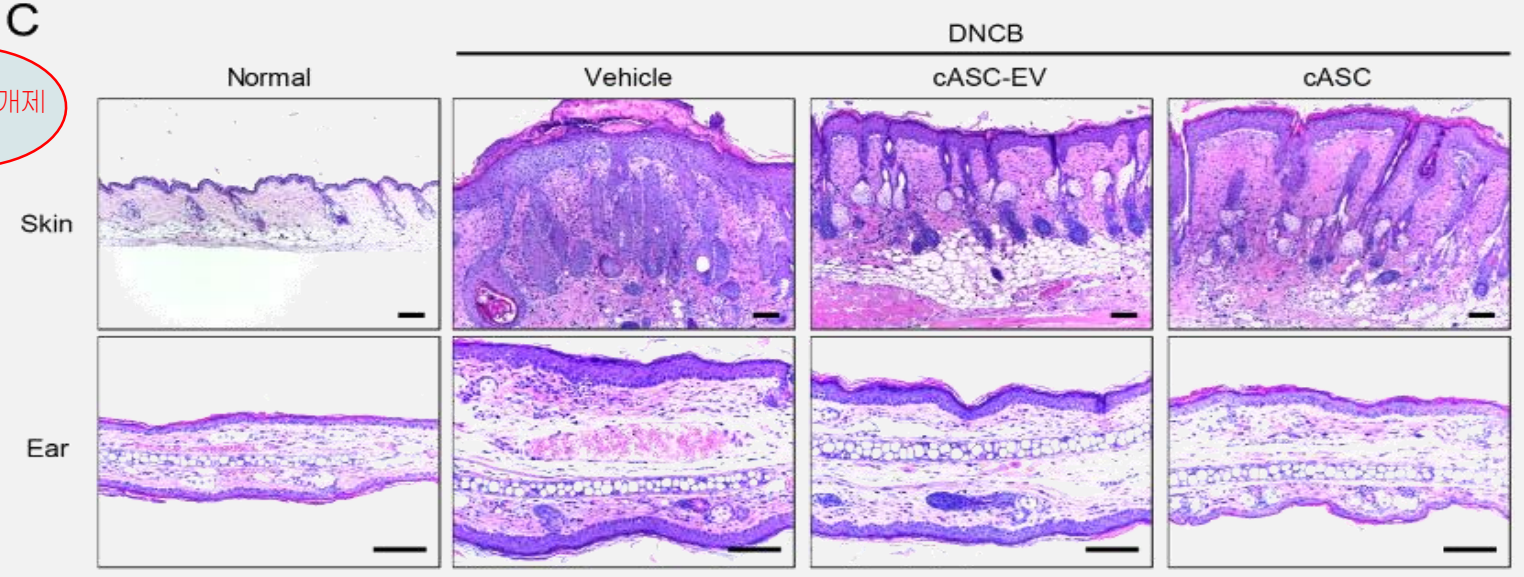 C
개제
DNCB
Normal
Vehicle
cASC-EV
cASC
Skin
Ear